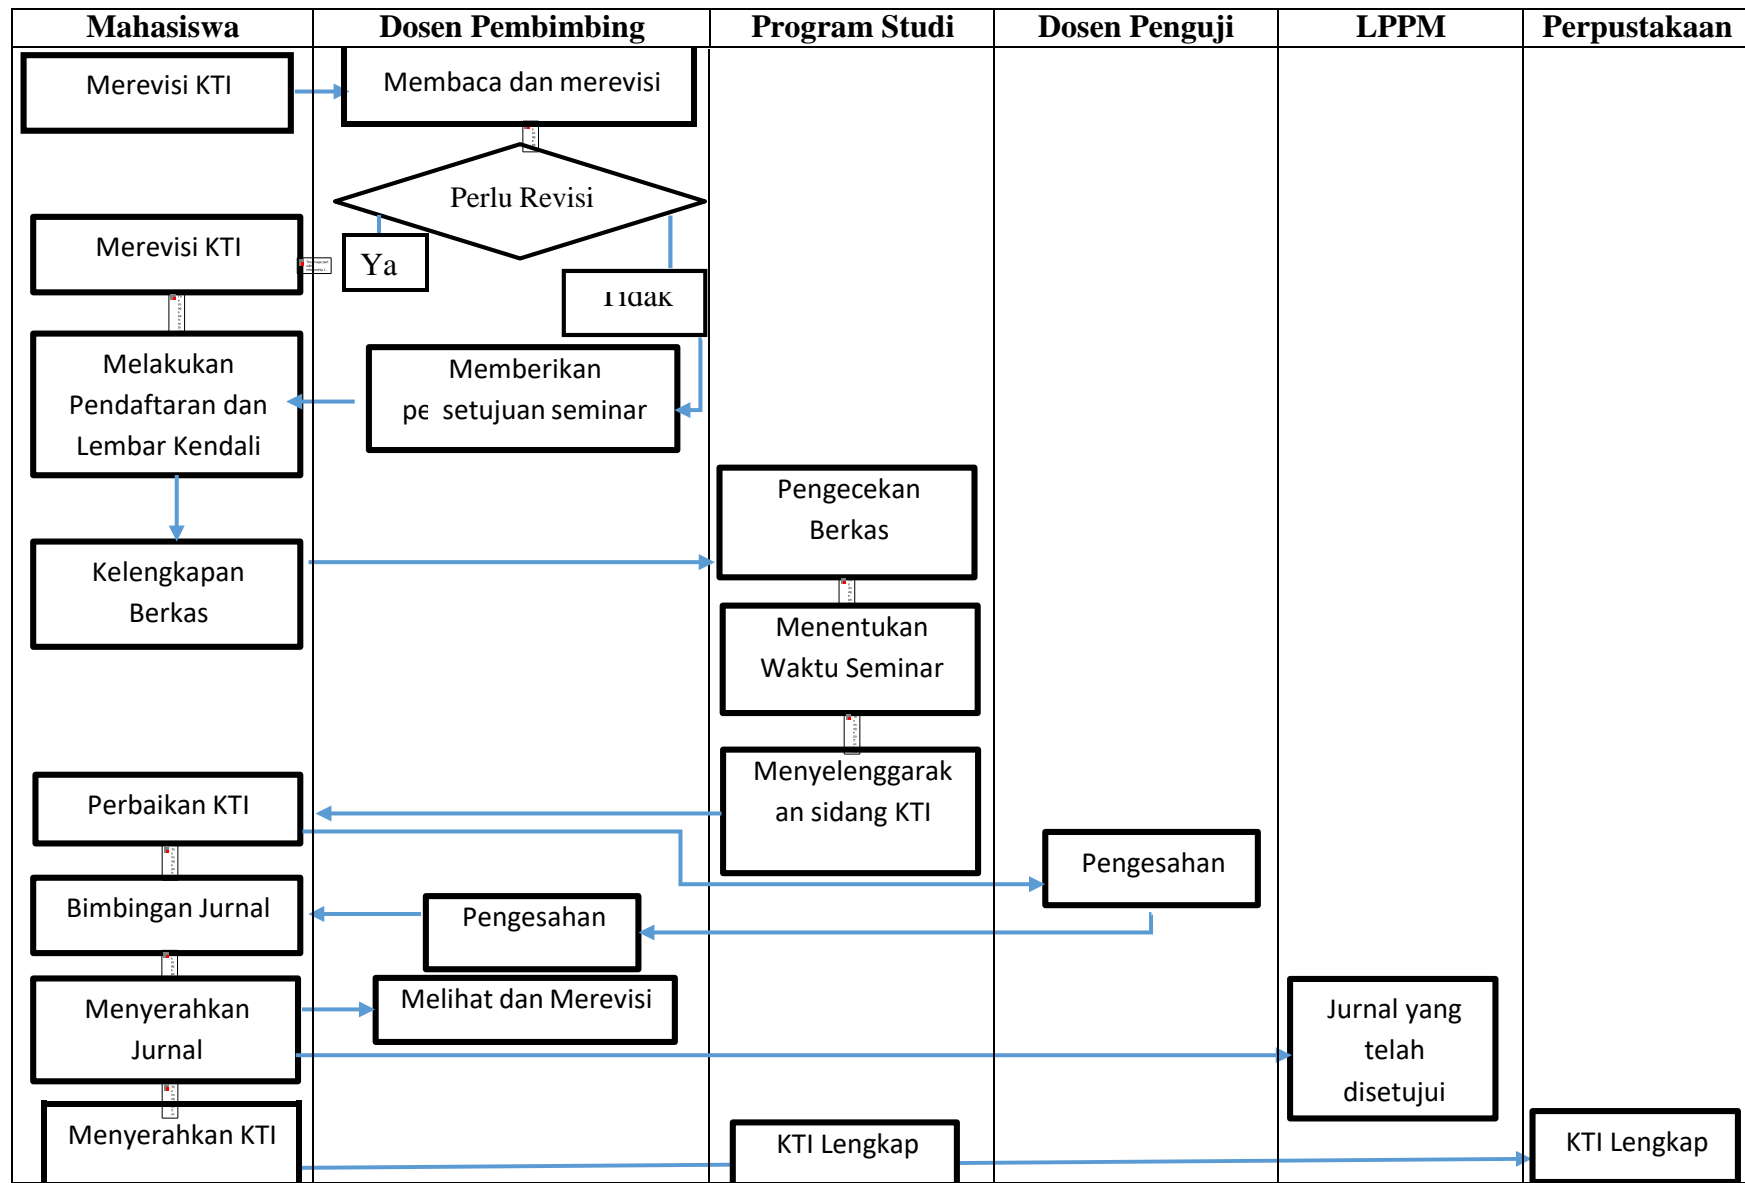 Mahasiswa
Dosen Pembimbing
Program Studi
Dosen Penguji
LPPM
Perpustakaan
Merevisi KTI
Membaca dan merevisi
Perlu Revisi
Merevisi KTI
Ya
Tidak
Melakukan
Pendaftaran dan
Lembar Kendali
Memberikan
pe setujuan seminar
Pengecekan
Berkas
Kelengkapan
Berkas
Menentukan
Waktu Seminar
Menyelenggarak
an sidang KTI
Perbaikan KTI
Pengesahan
Bimbingan Jurnal
Pengesahan
Menyerahkan
Jurnal
Melihat dan Merevisi
Jurnal yang
telah
disetujui
Menyerahkan KTI
KTI Lengkap
KTI Lengkap